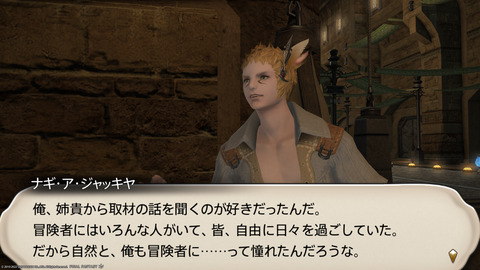 ナギ・ア・ジャッキヤ
俺、姉貴から取材の話を聞くのが好きだったんだ。
冒険者にはいろんな人がいて、皆、自由に日々を過ごしていた。
だから自然と、俺も冒険者に……って憧れたんだろうな。
FINAL FANTASY XIV